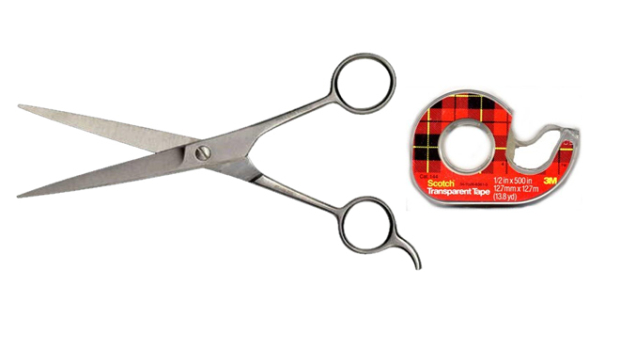 Scotch
Transparent Tape
1/2 in x 500 in
12.7mm x 12.7m
(13.8 yd)
3M